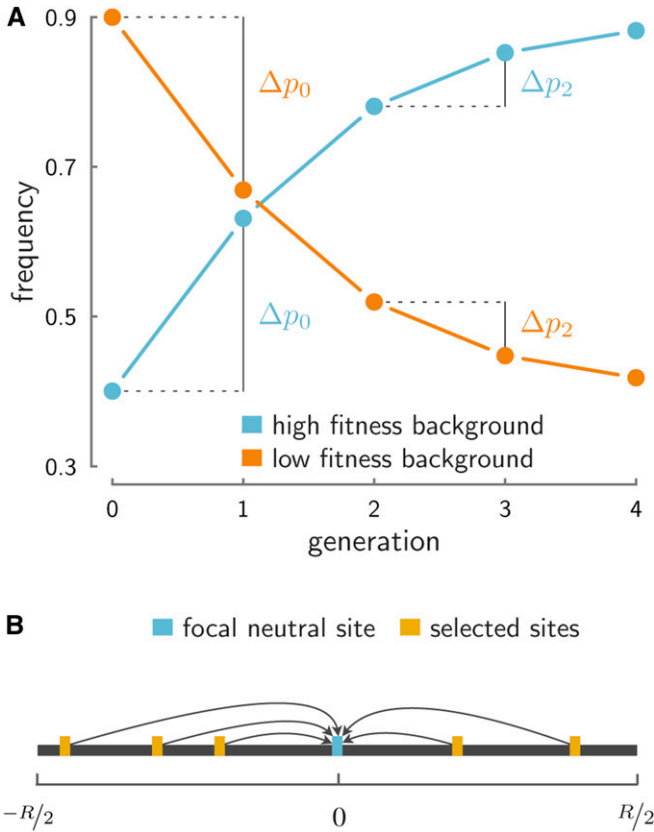 A
0.9
0.7
0.5
0.3
frequency
Δp₀
Δp₂
Δp₀
Δp₂
high fitness background
low fitness background
0 1 2 3 4
generation
B
focal neutral site selected sites
−R/2 0 R/2